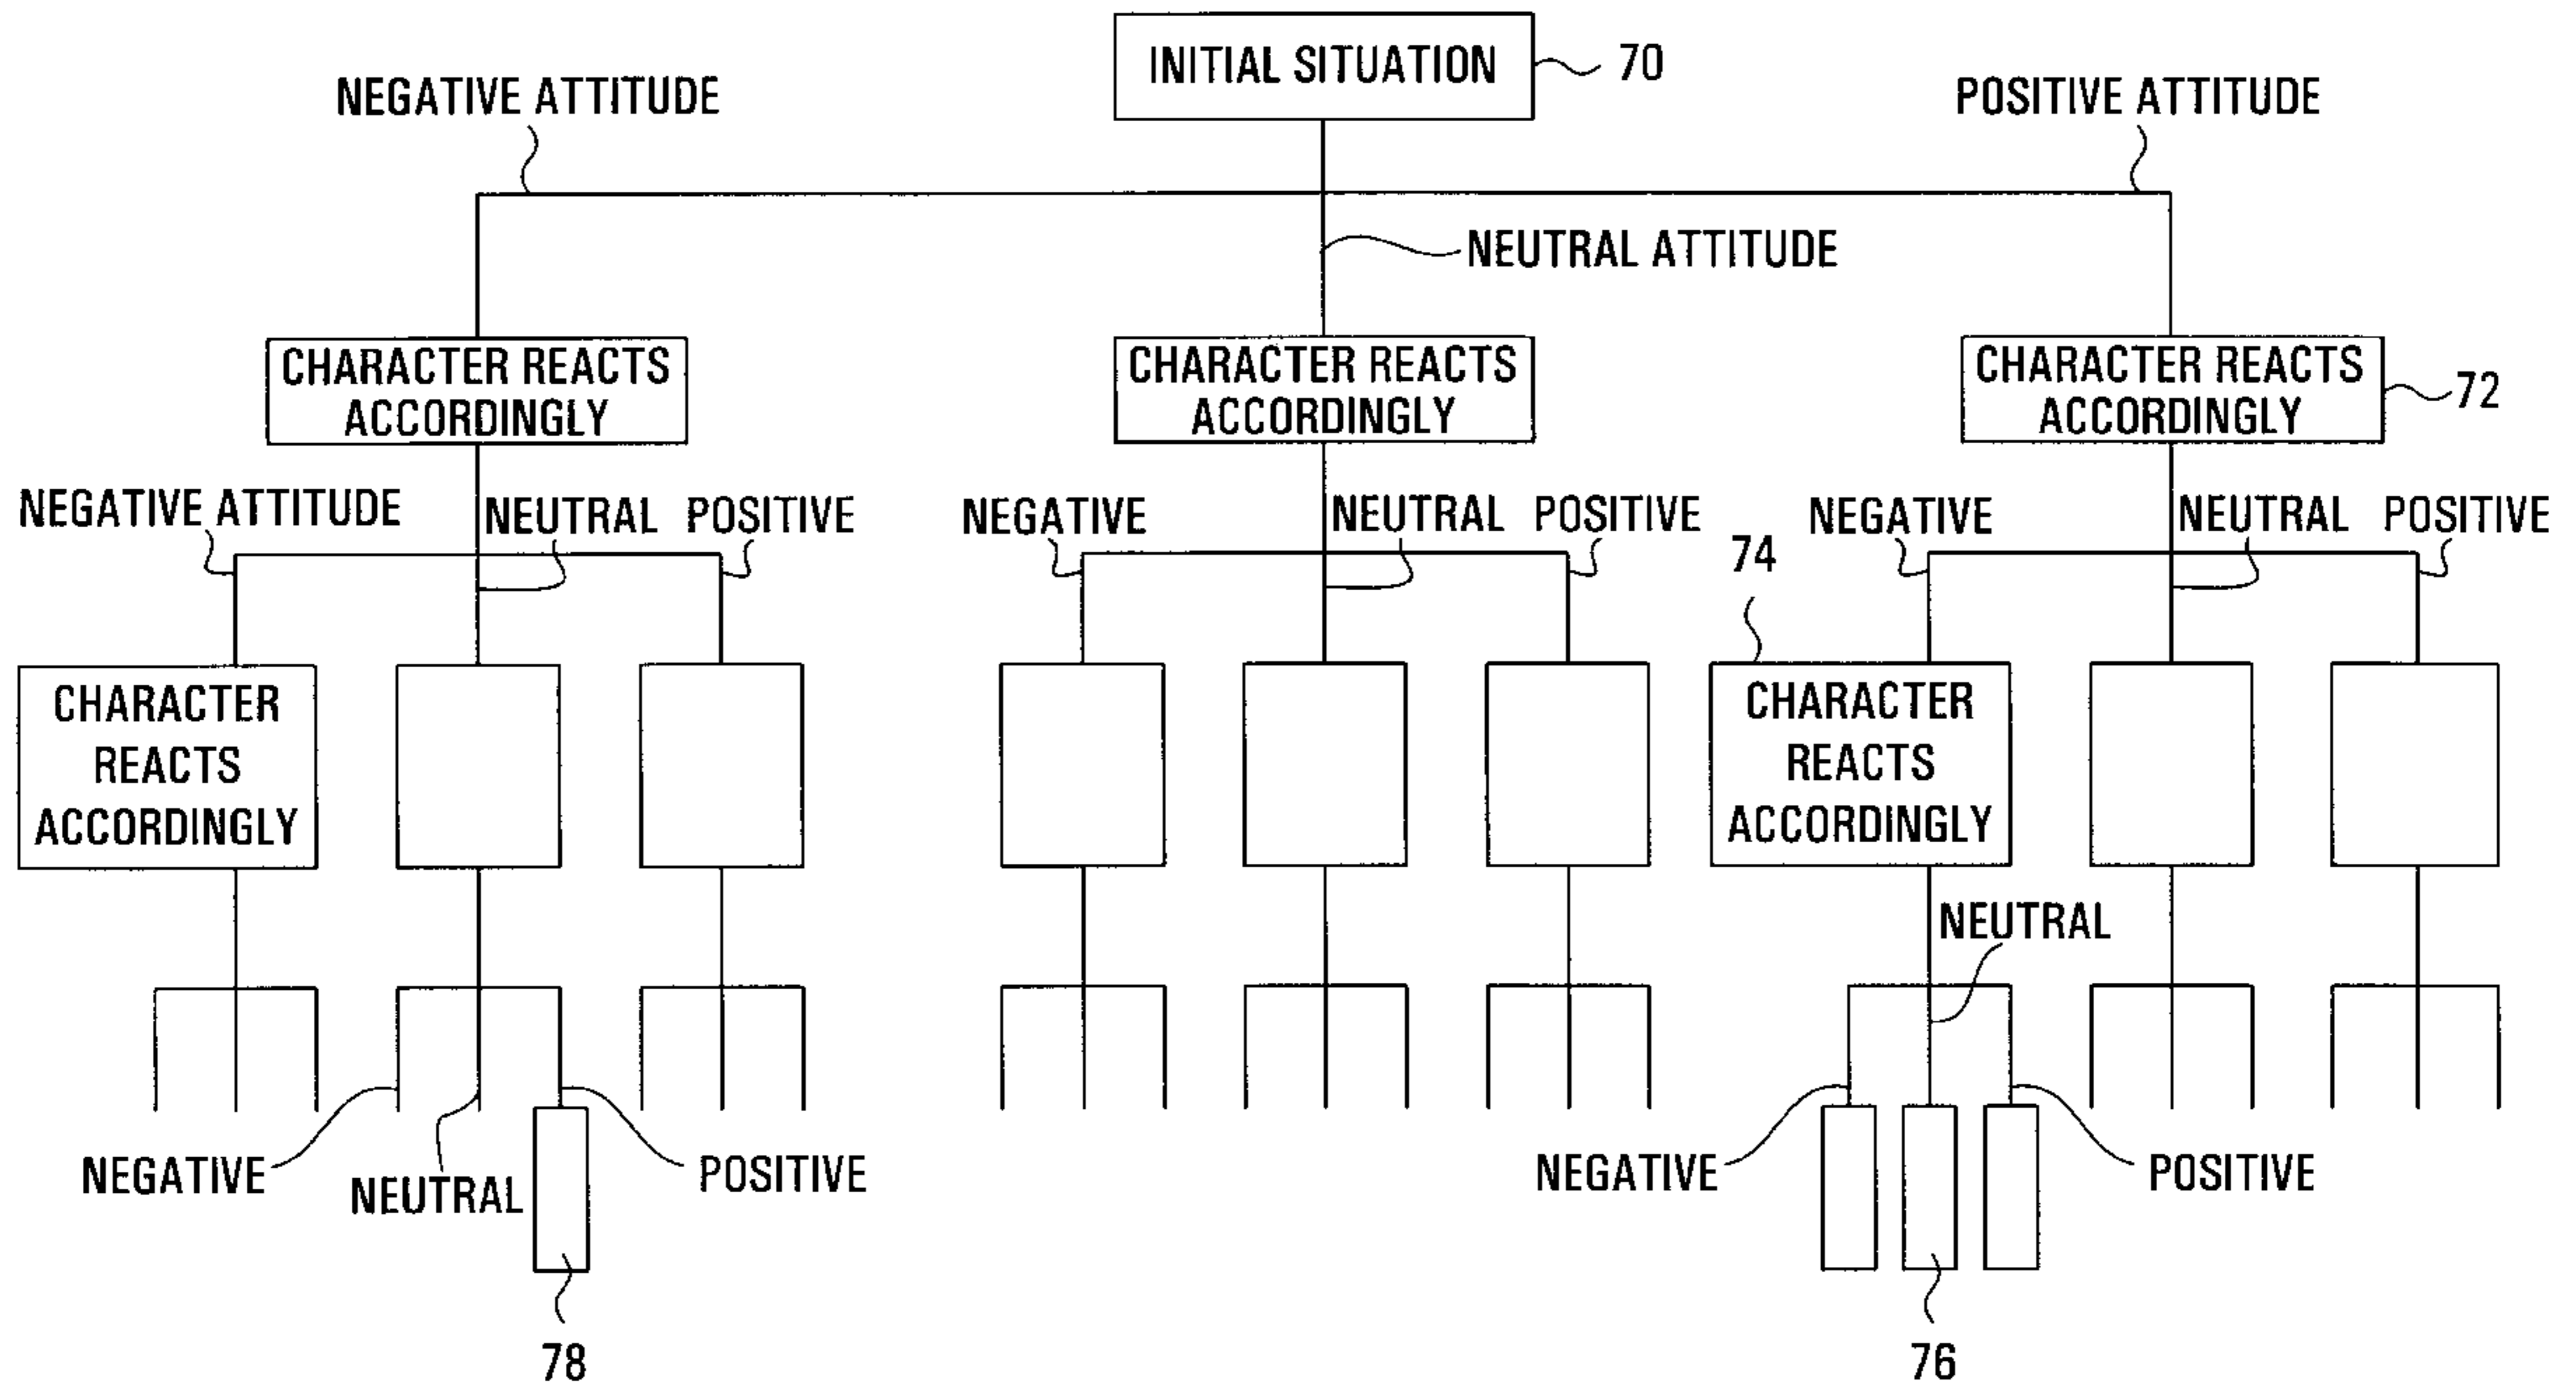 INITIAL SITUATION
70
NEGATIVE ATTITUDE
POSITIVE ATTITUDE
NEUTRAL ATTITUDE
CHARACTER REACTS
ACCORDINGLY
CHARACTER REACTS
ACCORDINGLY
CHARACTER REACTS
ACCORDINGLY
72
NEGATIVE ATTITUDE
NEUTRAL
POSITIVE
NEGATIVE
NEUTRAL
POSITIVE
NEGATIVE
NEUTRAL
POSITIVE
74
CHARACTER
REACTS
ACCORDINGLY
CHARACTER
REACTS
ACCORDINGLY
NEUTRAL
NEGATIVE
NEUTRAL
POSITIVE
NEGATIVE
POSITIVE
78
76